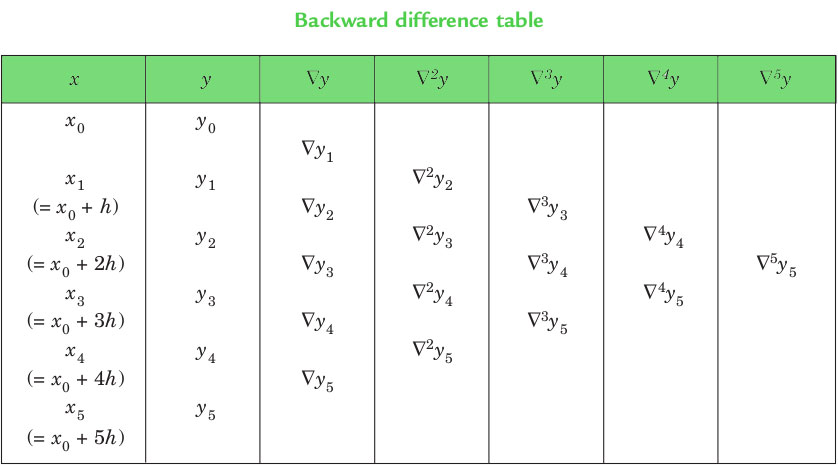 Backward difference table
x y ∇y ∇²y ∇³y ∇⁴y ∇⁵y
x₀ y₀
∇y₁
x₁ y₁ ∇²y₂
(= x₀ + h) ∇y₂ ∇³y₃
x₂ y₂ ∇²y₃ ∇⁴y₄
(= x₀ + 2h) ∇y₃ ∇³y₄ ∇⁵y₅
x₃ y₃ ∇²y₄ ∇⁴y₅
(= x₀ + 3h) ∇y₄ ∇³y₅
x₄ y₄ ∇²y₅
(= x₀ + 4h) ∇y₅
x₅ y₅
(= x₀ + 5h)